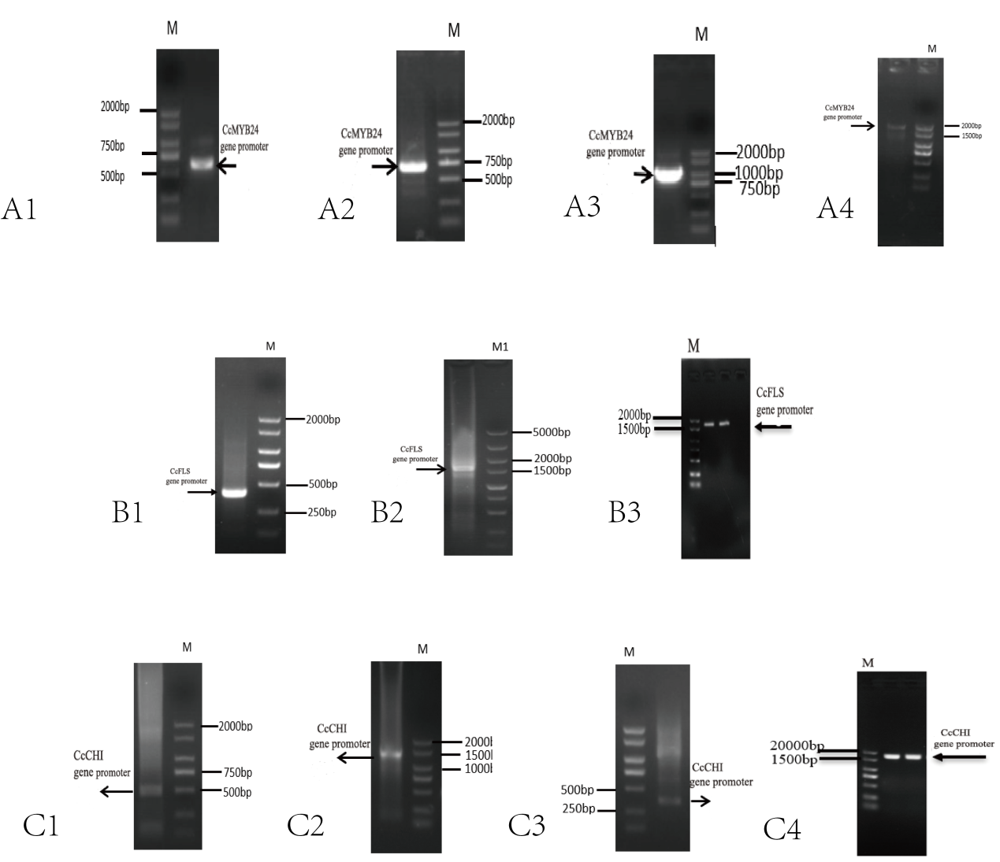 M
2000bp
750bp
500bp
CcMYB24
gene promoter
A1
M
CcMYB24
gene promoter
2000bp
750bp
500bp
A2
M
CcMYB24
gene promoter
2000bp
1000bp
750bp
A3
M
CcMYB24
gene promoter
2000bp
1500bp
A4
M
2000bp
CcFLS
gene promoter
500bp
250bp
B1
M1
5000bp
CcFLS
gene promoter
2000bp
1500bp
B2
M
2000bp
1500bp
CcFLS
gene promoter
B3
M
2000bp
CcCHI
gene promoter
750bp
500bp
C1
M
CcCHI
gene promoter
2000l
1500l
1000l
C2
M
CcCHI
gene promoter
500bp
250bp
C3
M
20000bp
1500bp
CcCHI
gene promoter
C4